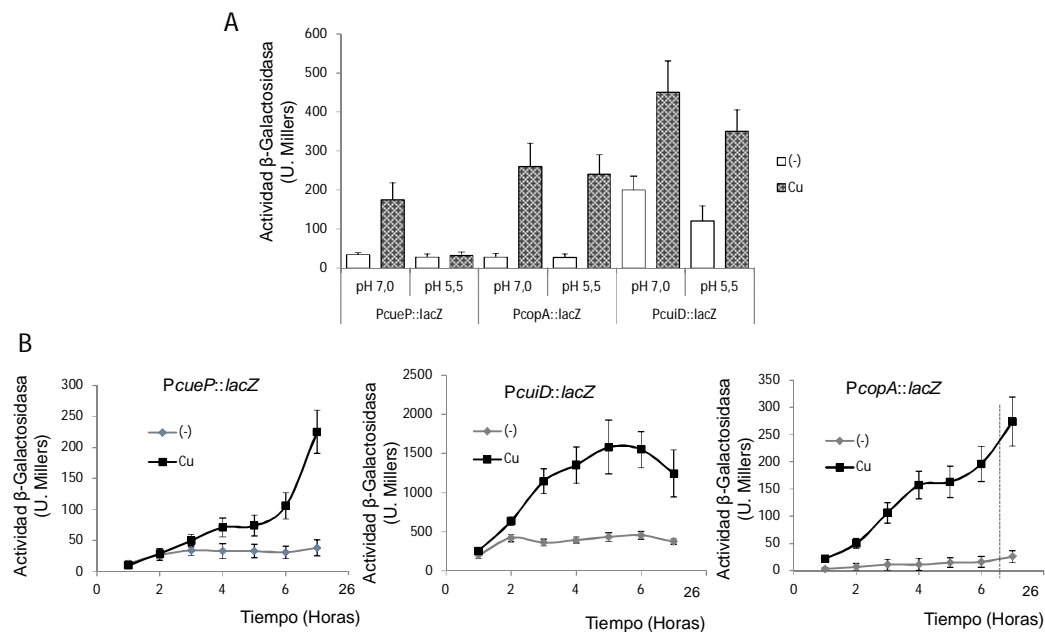 A
Actividad β-Galactosidasa
(U. Millers)
600
500
400
300
200
100
0
(-)
Cu
pH 7,0
pH 5,5
pH 7,0
pH 5,5
pH 7,0
pH 5,5
PcueP::lacZ
PcopA::lacZ
PcuiD::lacZ
B
PcueP::lacZ
Actividad β-Galactosidasa
(U. Millers)
300
250
200
150
100
50
0
(-)
Cu
0
2
4
6
26
Tiempo (Horas)
PcuiD::lacZ
Actividad β-Galactosidasa
(U. Millers)
2500
2000
1500
1000
500
0
(-)
Cu
0
2
4
6
26
Tiempo (Horas)
PcopA::lacZ
Actividad β-Galactosidasa
(U. Millers)
350
300
250
200
150
100
50
0
(-)
Cu
0
2
4
6
26
Tiempo (Horas)